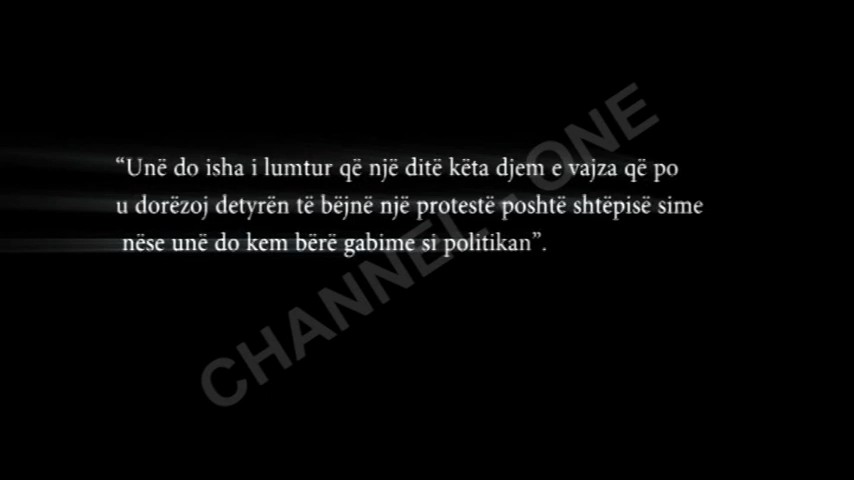 “Unë do isha i lumtur që një ditë këta djem e vajza që po
u dorëzoj detyrën të bëjnë një protestë poshtë shtëpisë sime
nëse unë do kem bërë gabime si politikan”.
CHANNEL - ONE